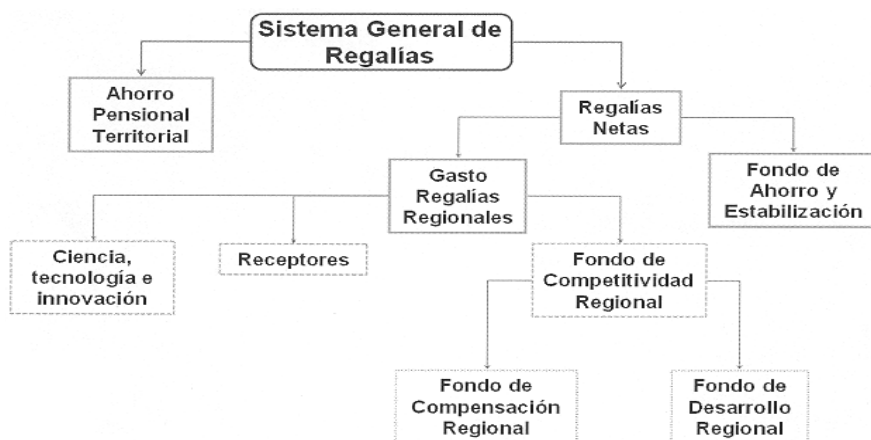 Sistema General de
Regalías
Ahorro
Pensional
Territorial
Regalías
Netas
Gasto
Regalías
Regionales
Fondo de
Ahorro y
Estabilización
Ciencia,
tecnología e
innovación
Receptores
Fondo de
Competitividad
Regional
Fondo de
Compensación
Regional
Fondo de
Desarrollo
Regional